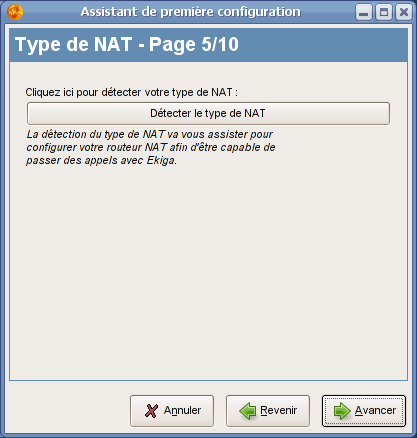 Assistant de première configuration
Type de NAT - Page 5/10
Cliquez ici pour détecter votre type de NAT :
Détecter le type de NAT
La détection du type de NAT va vous assister pour
configurer votre routeur NAT afin d'être capable de
passer des appels avec Ekiga.
Annuler
Revenir
Avancer